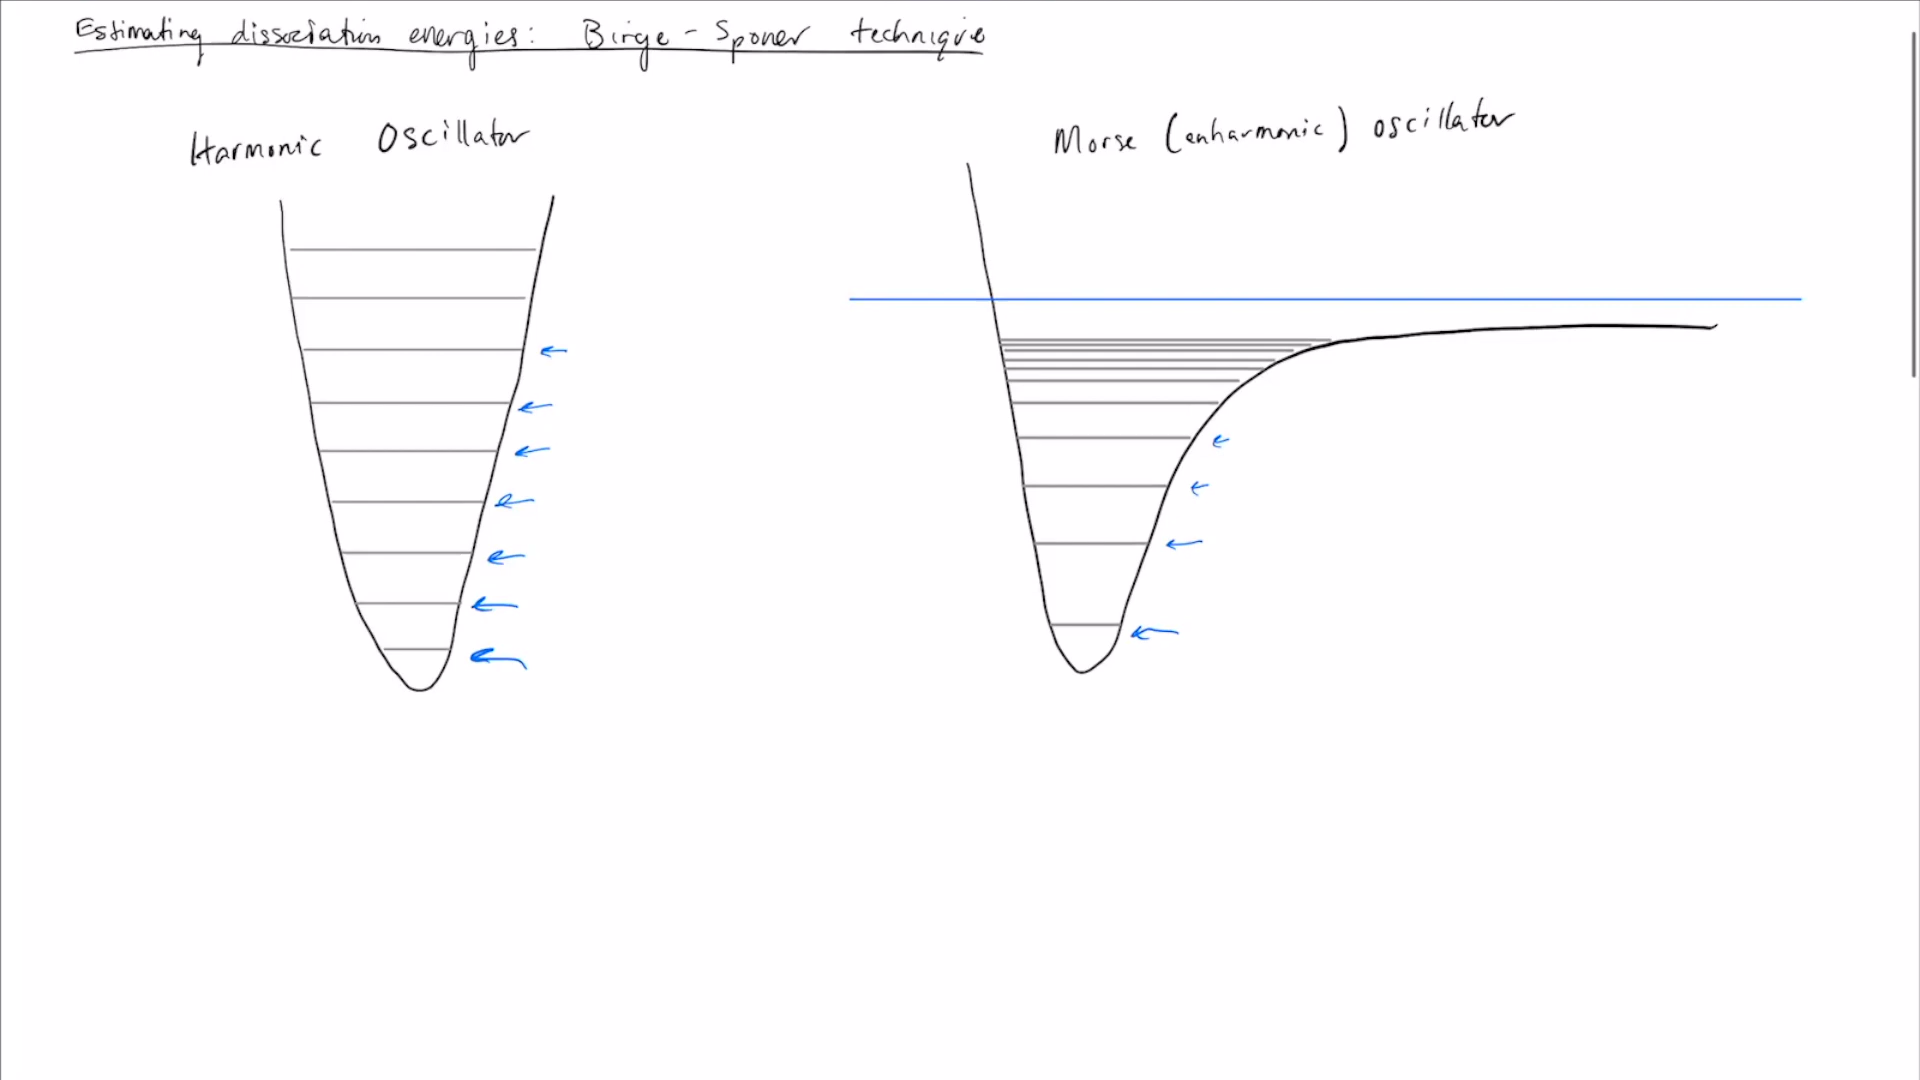 Estimating dissociation energies: Birge-Sponer technique
Harmonic Oscillator
Morse (anharmonic) oscillator